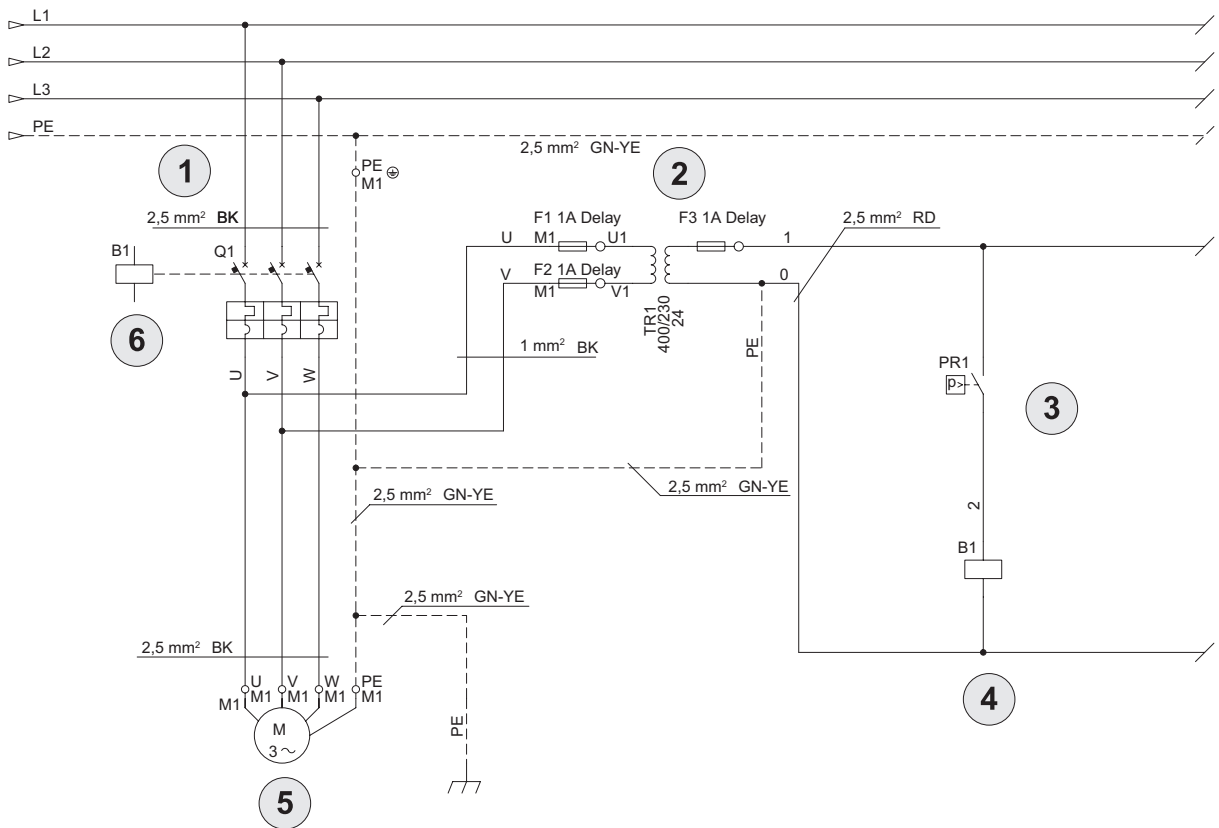 L1
L2
L3
PE
2,5 mm² GN-YE
1
2
PE
M1
2,5 mm² BK
F1 1A Delay
F3 1A Delay
2,5 mm² RD
B1
Q1
U
M1
U1
1
F2 1A Delay
V
M1
V1
0
6
TR1
400/230
24
1 mm² BK
PE
PR1
p>
3
U
V
W
2,5 mm² GN-YE
2,5 mm² GN-YE
2
B1
2,5 mm² GN-YE
2,5 mm² BK
U
V
W
PE
M1
M1
M1
M1
M1
4
M
3~
PE
5